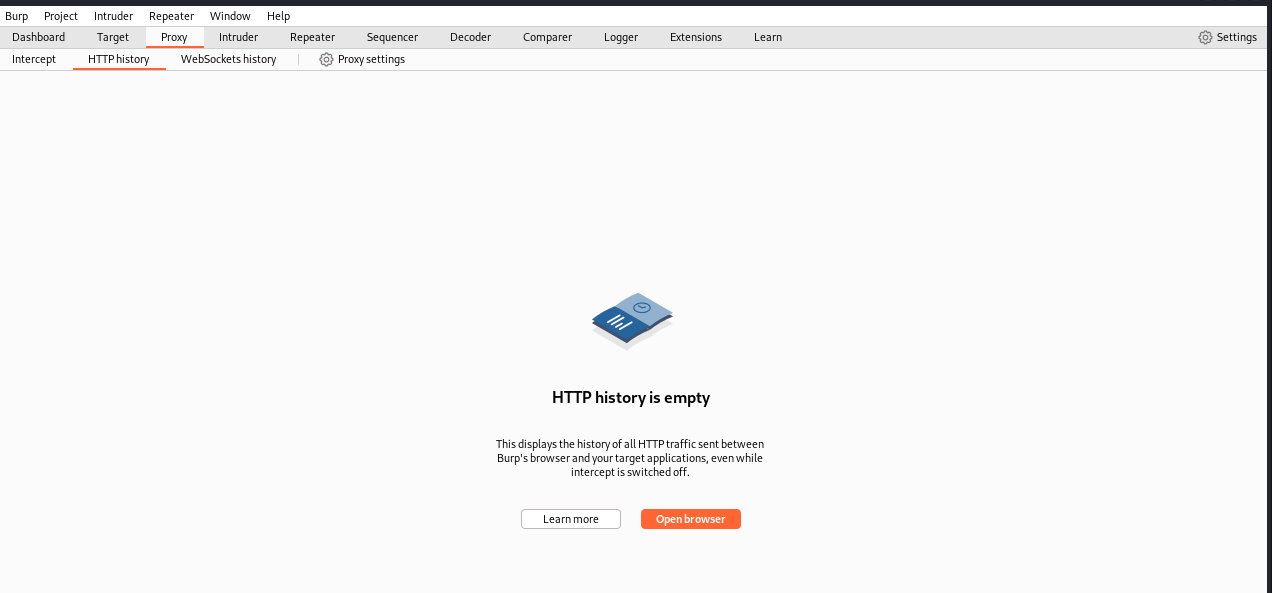 Burp Project Intruder Repeater Window Help
Dashboard Target Proxy Intruder Repeater Sequencer Decoder Comparer Logger Extensions Learn Settings
Intercept HTTP history WebSockets history Proxy settings
HTTP history is empty
This displays the history of all HTTP traffic sent between
Burp's browser and your target applications, even while
intercept is switched off.
Learn more Open browser